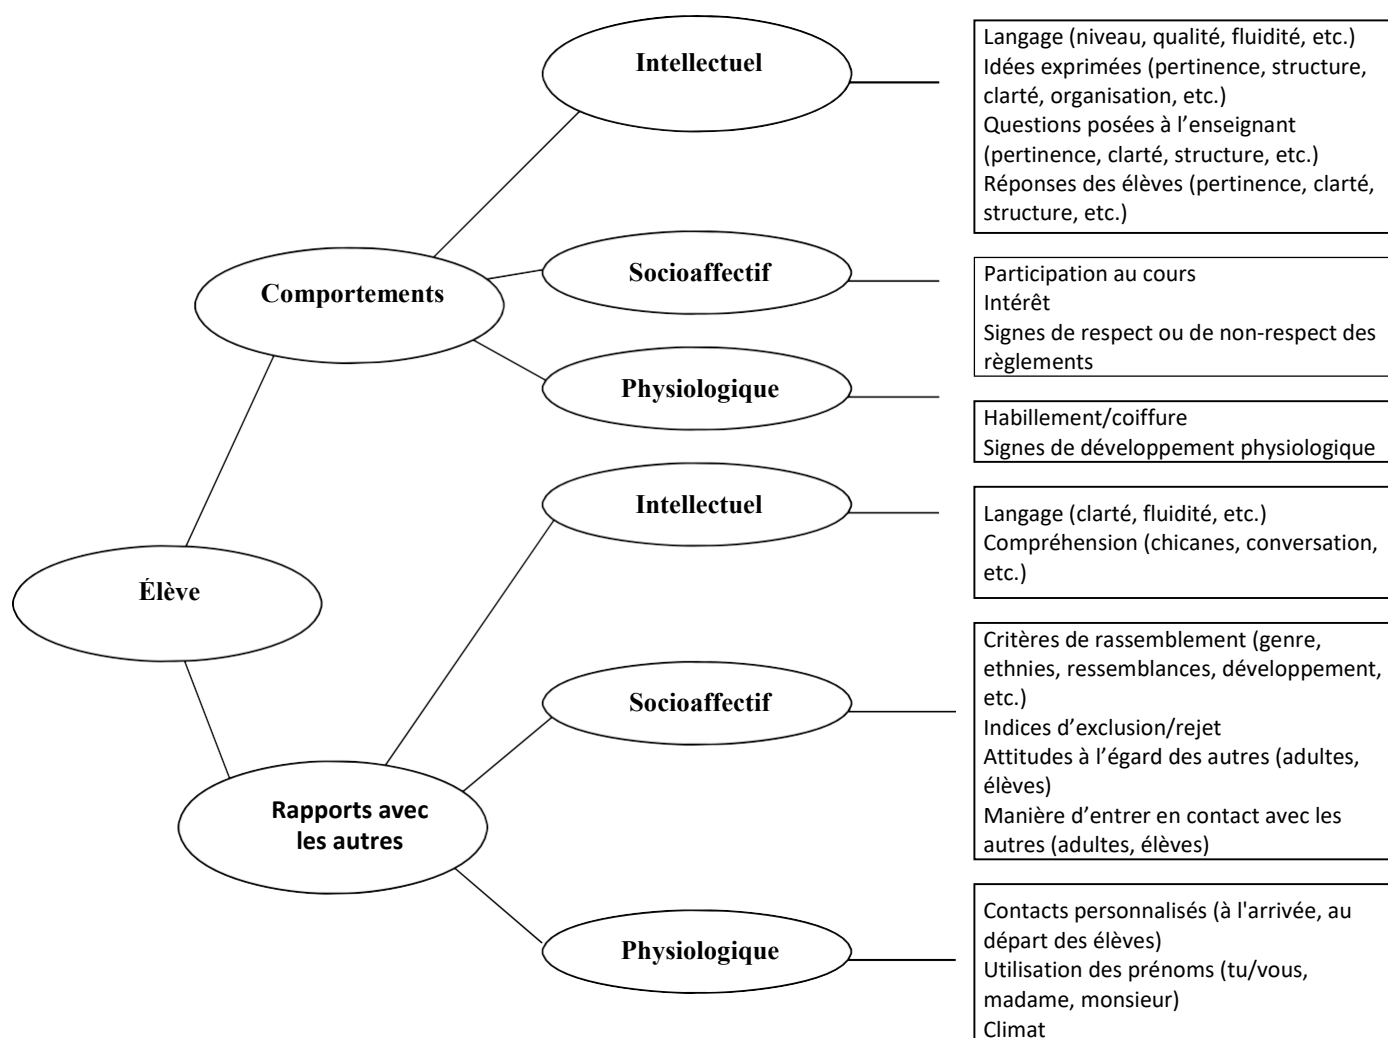 Intellectuel
Langage (niveau, qualité, fluidité, etc.)
Idées exprimées (pertinence, structure,
clarté, organisation, etc.)
Questions posées à l’enseignant
(pertinence, clarté, structure, etc.)
Réponses des élèves (pertinence, clarté,
structure, etc.)
Comportements
Socioaffectif
Participation au cours
Intérêt
Signes de respect ou de non-respect des
règlements
Physiologique
Habillement/coiffure
Signes de développement physiologique
Élève
Intellectuel
Langage (clarté, fluidité, etc.)
Compréhension (chicanes, conversation,
etc.)
Rapports avec
les autres
Socioaffectif
Critères de rassemblement (genre,
ethnies, ressemblances, développement,
etc.)
Indices d’exclusion/rejet
Attitudes à l’égard des autres (adultes,
élèves)
Manière d’entrer en contact avec les
autres (adultes, élèves)
Physiologique
Contacts personnalisés (à l'arrivée, au
départ des élèves)
Utilisation des prénoms (tu/vous,
madame, monsieur)
Climat